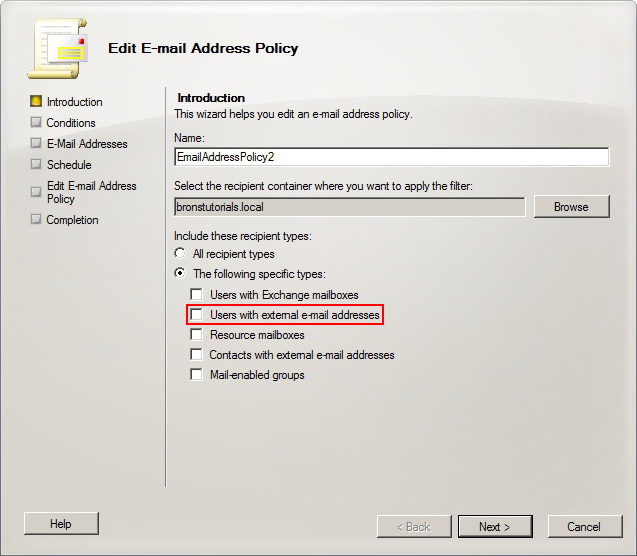 Edit E-mail Address Policy
Introduction
Conditions
E-Mail Addresses
Schedule
Edit E-mail Address
Policy
Completion
Introduction
This wizard helps you edit an e-mail address policy.
Name:
EmailAddressPolicy2
Select the recipient container where you want to apply the filter:
bronstutorials.local
Browse
Include these recipient types:
All recipient types
The following specific types:
Users with Exchange mailboxes
Users with external e-mail addresses
Resource mailboxes
Contacts with external e-mail addresses
Mail-enabled groups
Help
< Back
Next >
Cancel